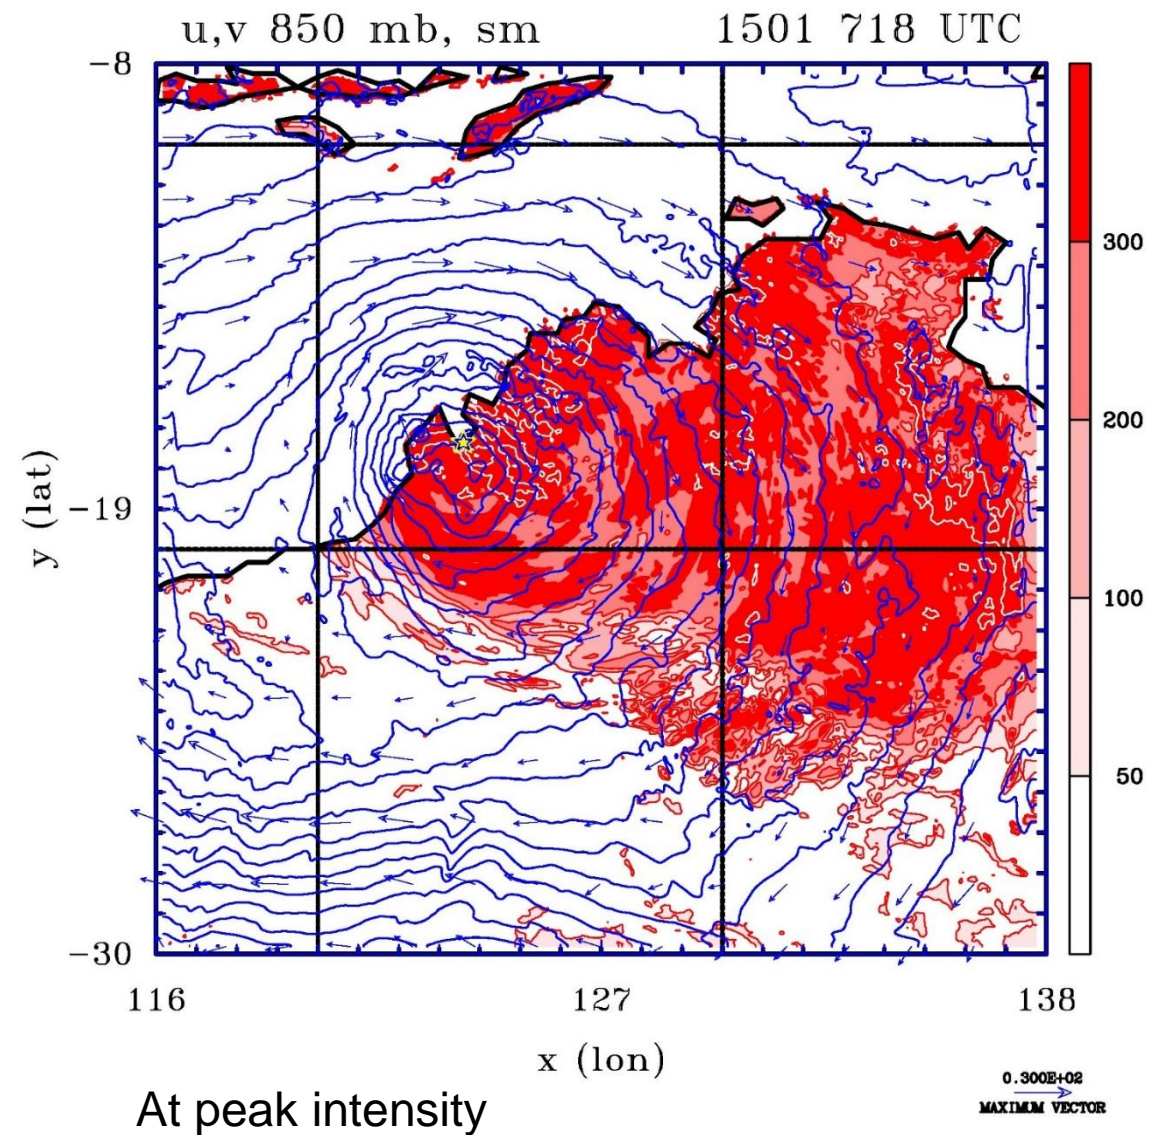 u,v 850 mb, sm 1501 718 UTC
-8
300
200
y (lat)
-19
100
50
-30
116 127 138
x (lon)
0.300E+02
MAXIMUM VECTOR
At peak intensity